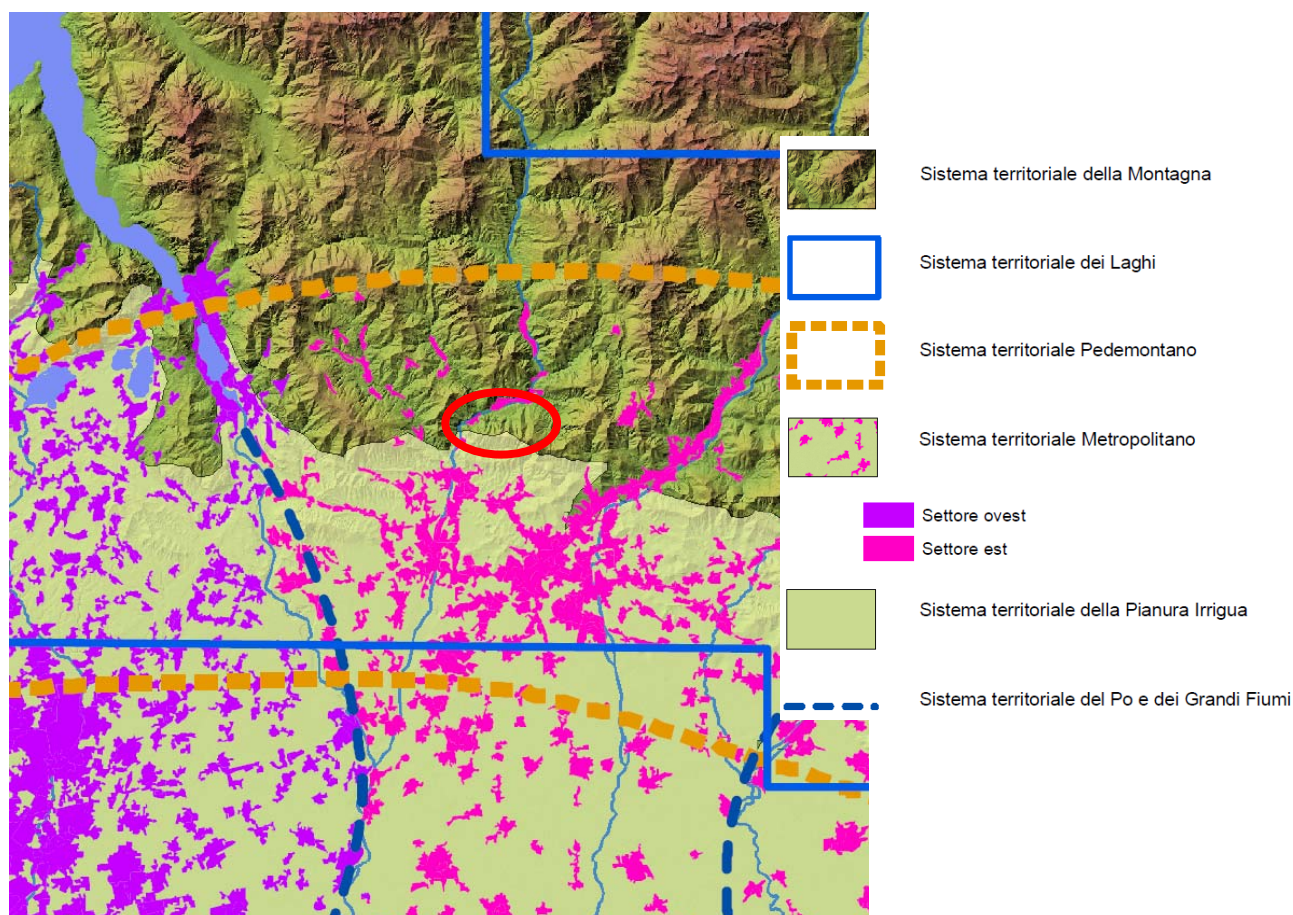 Sistema territoriale della Montagna
Sistema territoriale dei Laghi
Sistema territoriale Pedemontano
Sistema territoriale Metropolitano
Settore ovest
Settore est
Sistema territoriale della Pianura Irrigua
Sistema territoriale del Po e dei Grandi Fiumi